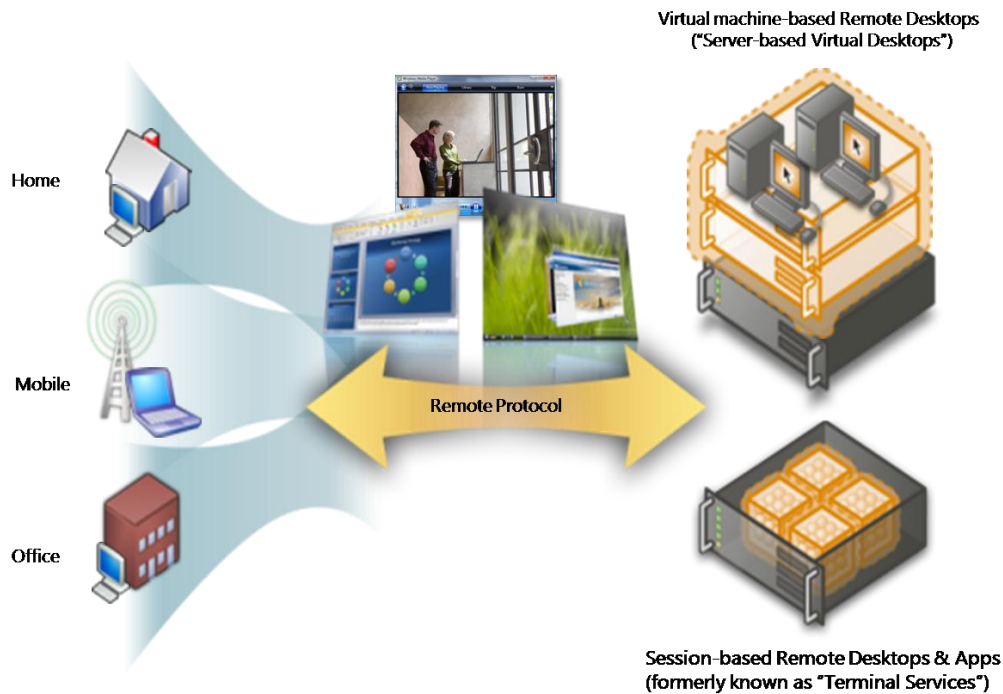 Virtual machine-based Remote Desktops
("Server-based Virtual Desktops")
Home
Mobile
Remote Protocol
Office
Session-based Remote Desktops & Apps
(formerly known as "Terminal Services")